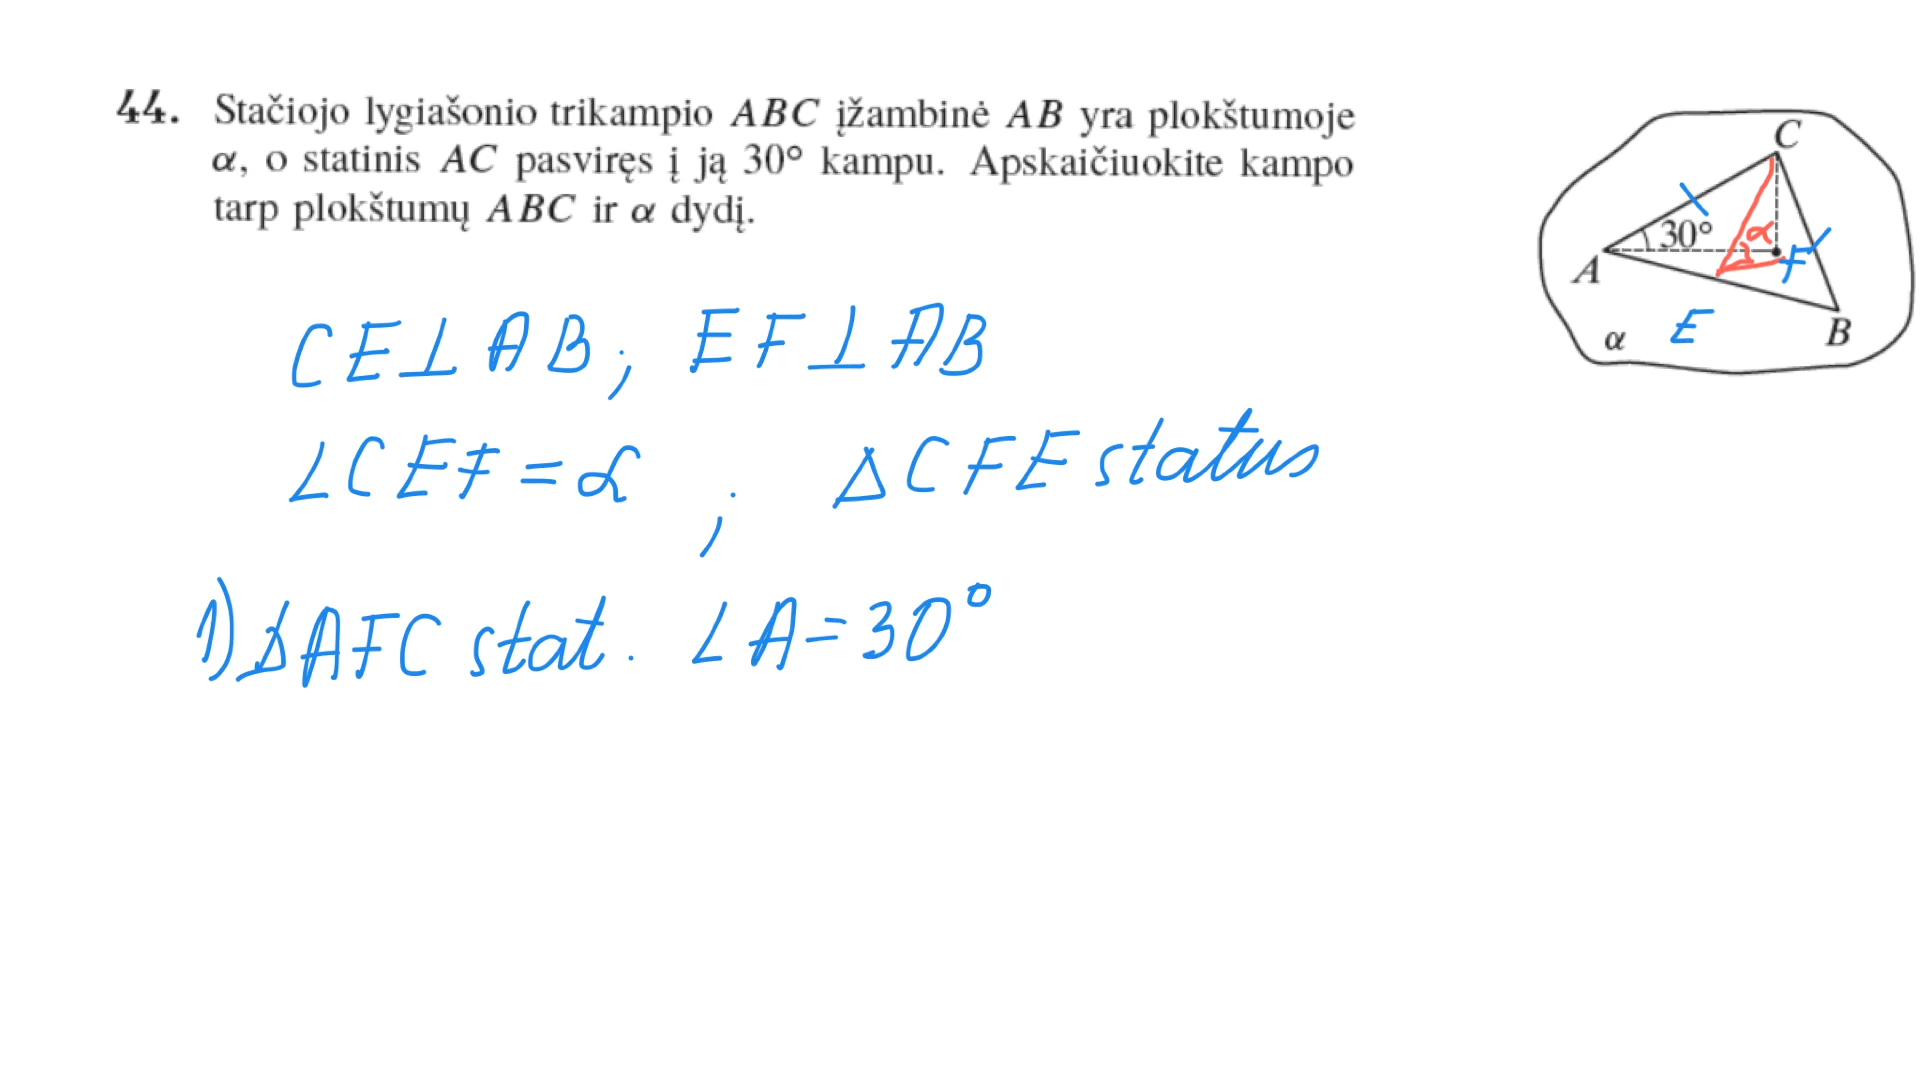 44. Stačiojo lygiašonio trikampio ABC įžambinė AB yra plokštumoje
α, o statinis AC pasviręs į ją 30° kampu. Apskaičiuokite kampo
tarp plokštumų ABC ir α dydį.
C
30°
α
F
A
E
B
α
CE⊥AB; EF⊥AB
∠CEF=α ; ΔCFE status
1) ΔAFC stat. ∠A=30°